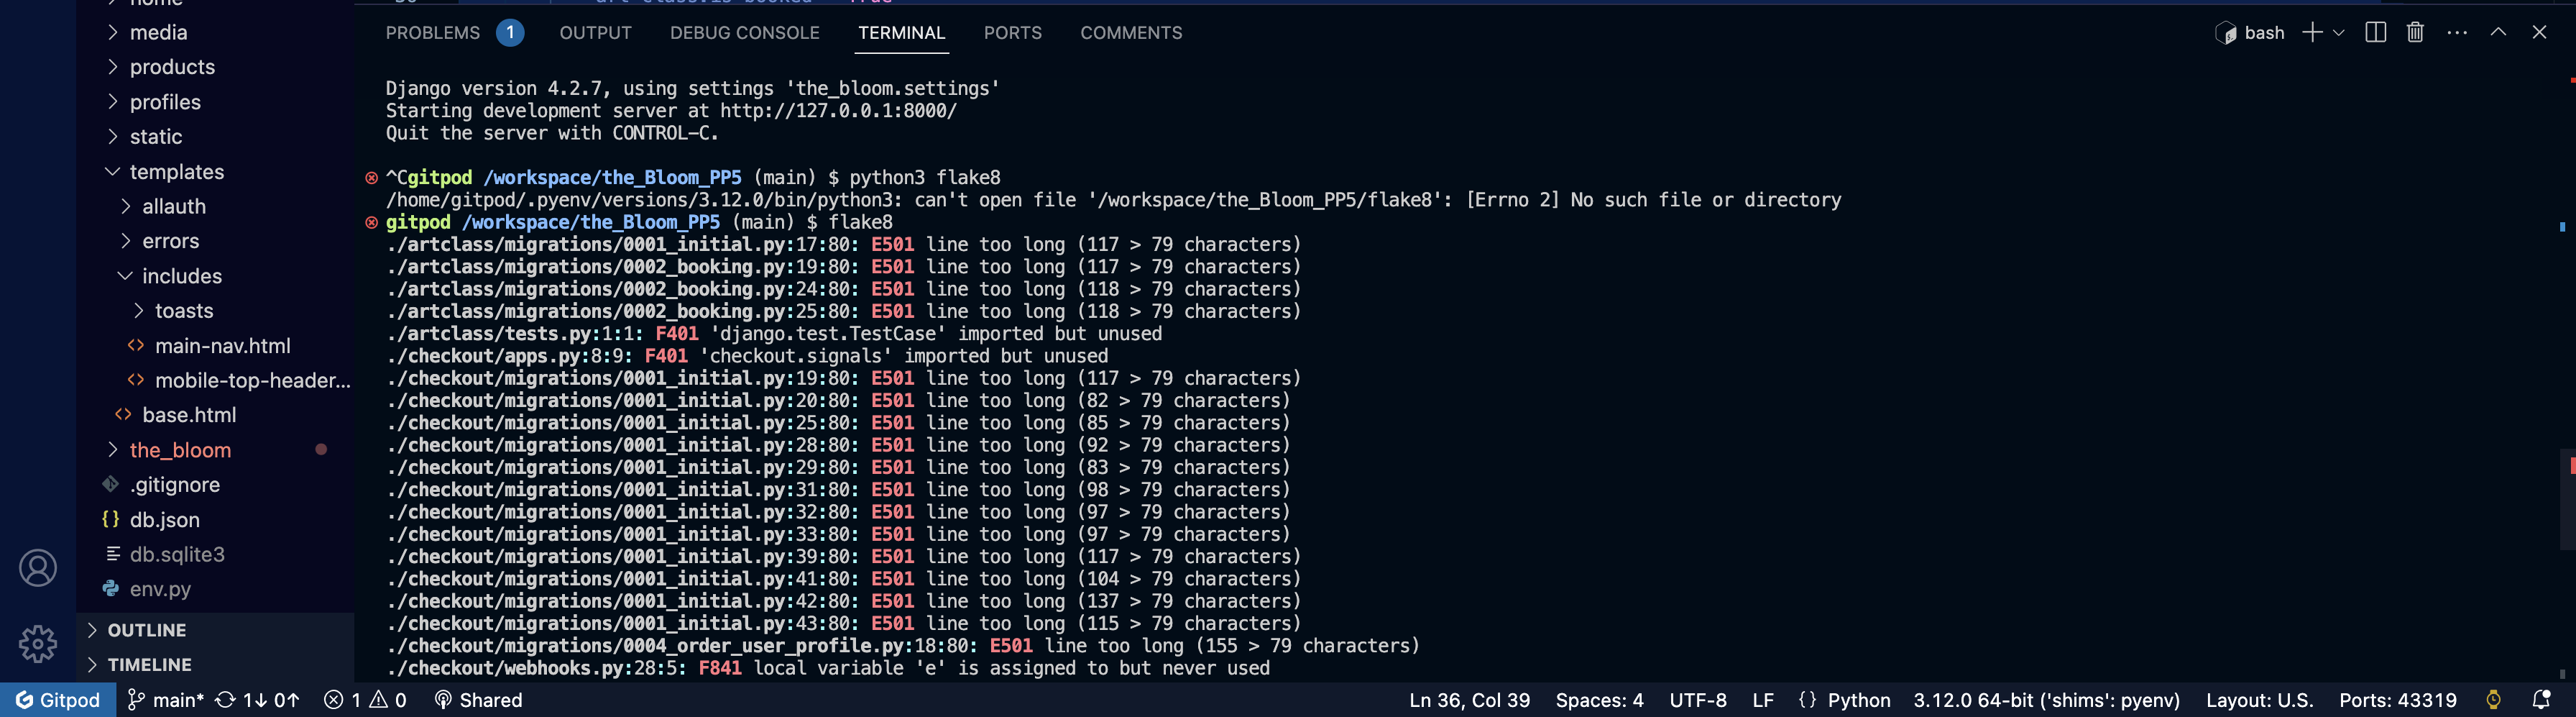 home
media
products
profiles
static
templates
allauth
errors
includes
toasts
main-nav.html
mobile-top-header...
base.html
the_bloom
.gitignore
db.json
db.sqlite3
env.py
OUTLINE
TIMELINE
PROBLEMS 1 OUTPUT DEBUG CONSOLE TERMINAL PORTS COMMENTS
bash
Django version 4.2.7, using settings 'the_bloom.settings'
Starting development server at http://127.0.0.1:8000/
Quit the server with CONTROL-C.
^Cgitpod /workspace/the_Bloom_PP5 (main) $ python3 flake8
/home/gitpod/.pyenv/versions/3.12.0/bin/python3: can't open file '/workspace/the_Bloom_PP5/flake8': [Errno 2] No such file or directory
gitpod /workspace/the_Bloom_PP5 (main) $ flake8
./artclass/migrations/0001_initial.py:17:80: E501 line too long (117 > 79 characters)
./artclass/migrations/0002_booking.py:19:80: E501 line too long (117 > 79 characters)
./artclass/migrations/0002_booking.py:24:80: E501 line too long (118 > 79 characters)
./artclass/migrations/0002_booking.py:25:80: E501 line too long (118 > 79 characters)
./artclass/tests.py:1:1: F401 'django.test.TestCase' imported but unused
./checkout/apps.py:8:9: F401 'checkout.signals' imported but unused
./checkout/migrations/0001_initial.py:19:80: E501 line too long (117 > 79 characters)
./checkout/migrations/0001_initial.py:20:80: E501 line too long (82 > 79 characters)
./checkout/migrations/0001_initial.py:25:80: E501 line too long (85 > 79 characters)
./checkout/migrations/0001_initial.py:28:80: E501 line too long (92 > 79 characters)
./checkout/migrations/0001_initial.py:29:80: E501 line too long (83 > 79 characters)
./checkout/migrations/0001_initial.py:31:80: E501 line too long (98 > 79 characters)
./checkout/migrations/0001_initial.py:32:80: E501 line too long (97 > 79 characters)
./checkout/migrations/0001_initial.py:33:80: E501 line too long (97 > 79 characters)
./checkout/migrations/0001_initial.py:39:80: E501 line too long (117 > 79 characters)
./checkout/migrations/0001_initial.py:41:80: E501 line too long (104 > 79 characters)
./checkout/migrations/0001_initial.py:42:80: E501 line too long (137 > 79 characters)
./checkout/migrations/0001_initial.py:43:80: E501 line too long (115 > 79 characters)
./checkout/migrations/0004_order_user_profile.py:18:80: E501 line too long (155 > 79 characters)
./checkout/webhooks.py:28:5: F841 local variable 'e' is assigned to but never used
Gitpod main* 1↓ 0↑ 1 0 Shared Ln 36, Col 39 Spaces: 4 UTF-8 LF {} Python 3.12.0 64-bit ('shims': pyenv) Layout: U.S. Ports: 43319